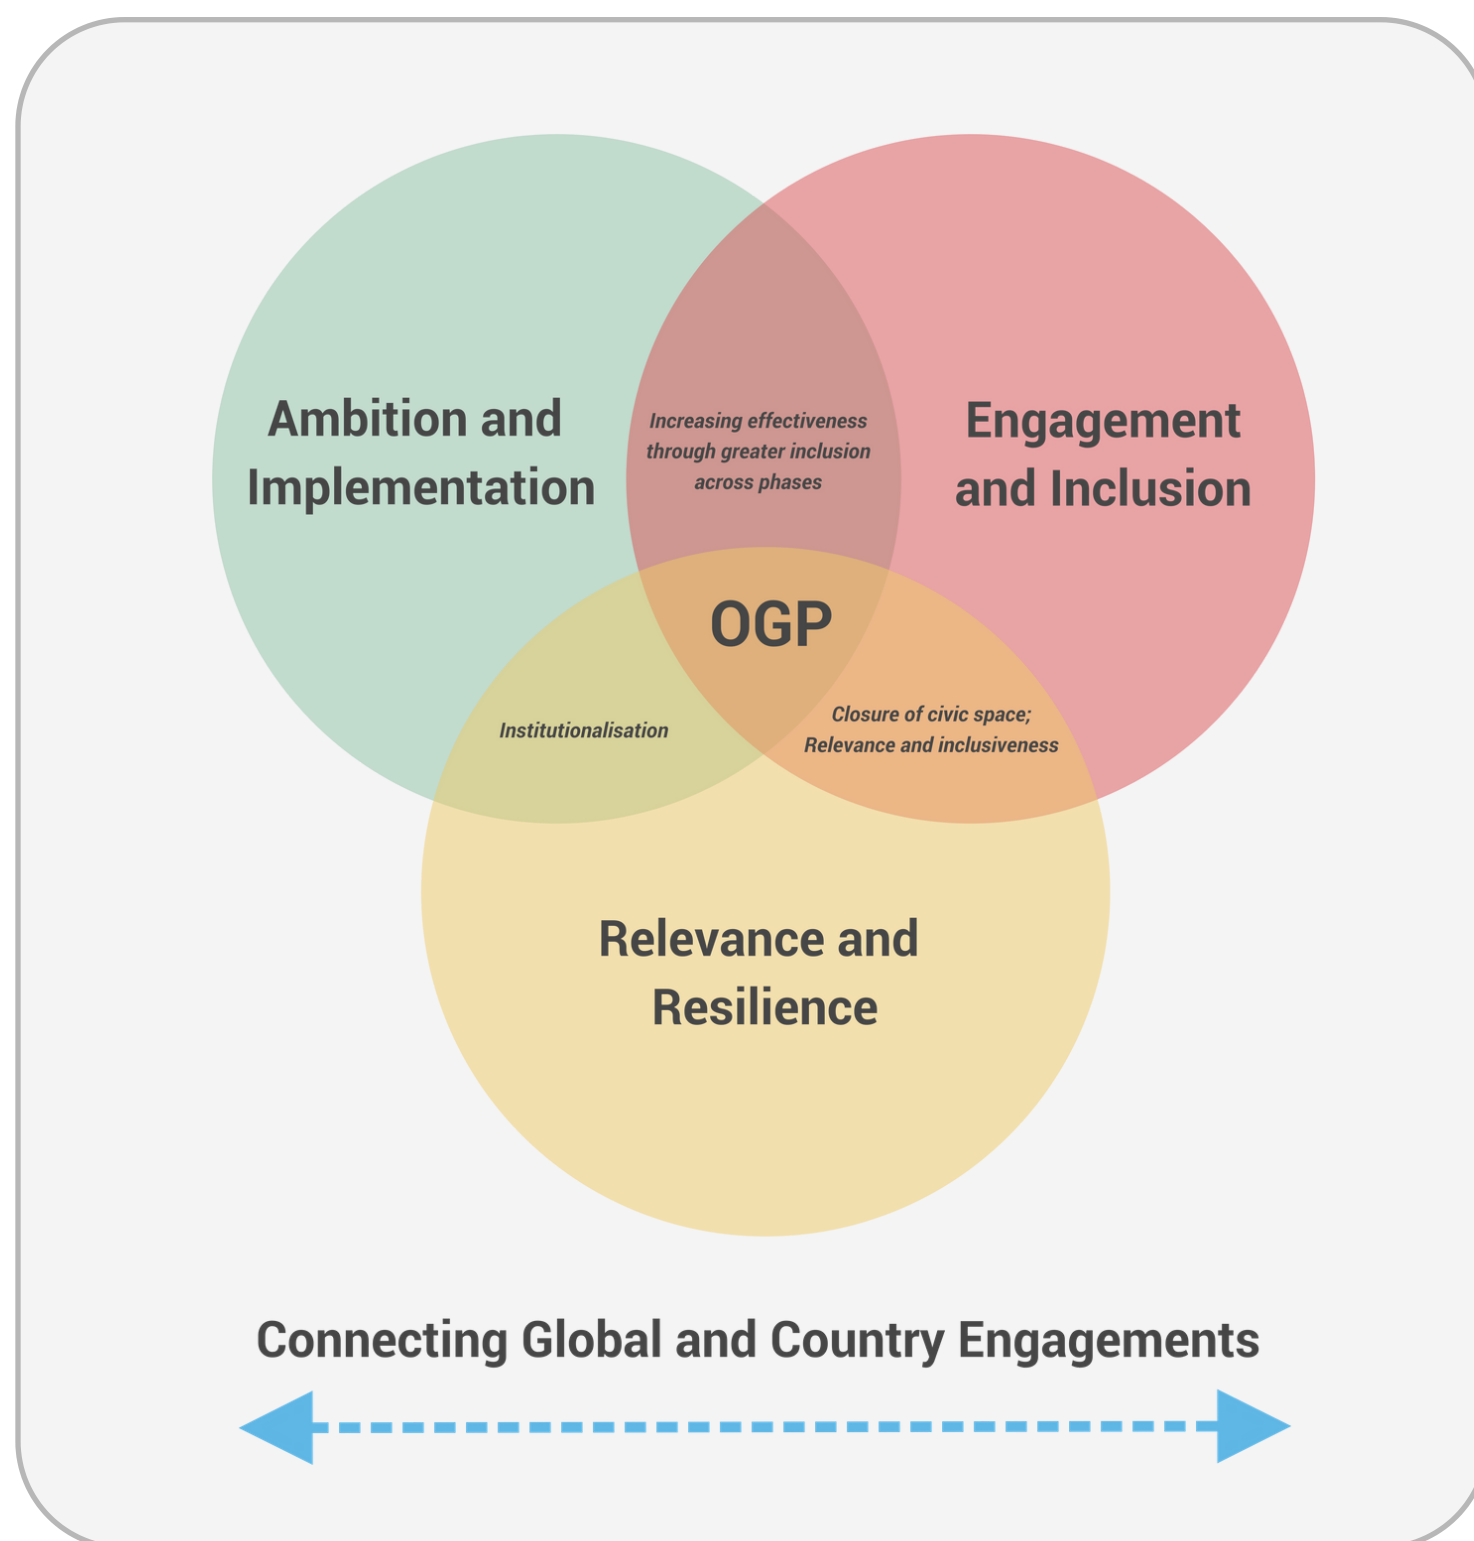 Ambition and
Implementation
Increasing effectiveness
through greater inclusion
across phases
Engagement
and Inclusion
OGP
Institutionalisation
Closure of civic space;
Relevance and inclusiveness
Relevance and
Resilience
Connecting Global and Country Engagements